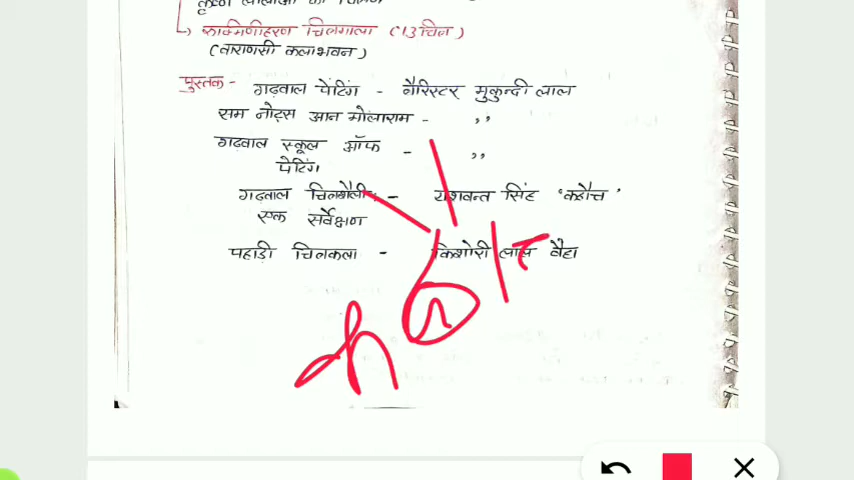 रूक्मिणीहरण चित्रमाला (13 चित्र)
(वाराणसी कलाभवन)
पुस्तक - गढ़वाल पेंटिंग - बैरिस्टर मुकुन्दी लाल
सम नोट्स आन मोलाराम - ,,
गढ़वाल स्कूल ऑफ - ,,
पेंटिंग
गढ़वाल चित्रशैली - यशवन्त सिंह 'कठौत'
एक सर्वेक्षण
पहाड़ी चित्रकला - किशोरी लाल वैद्य